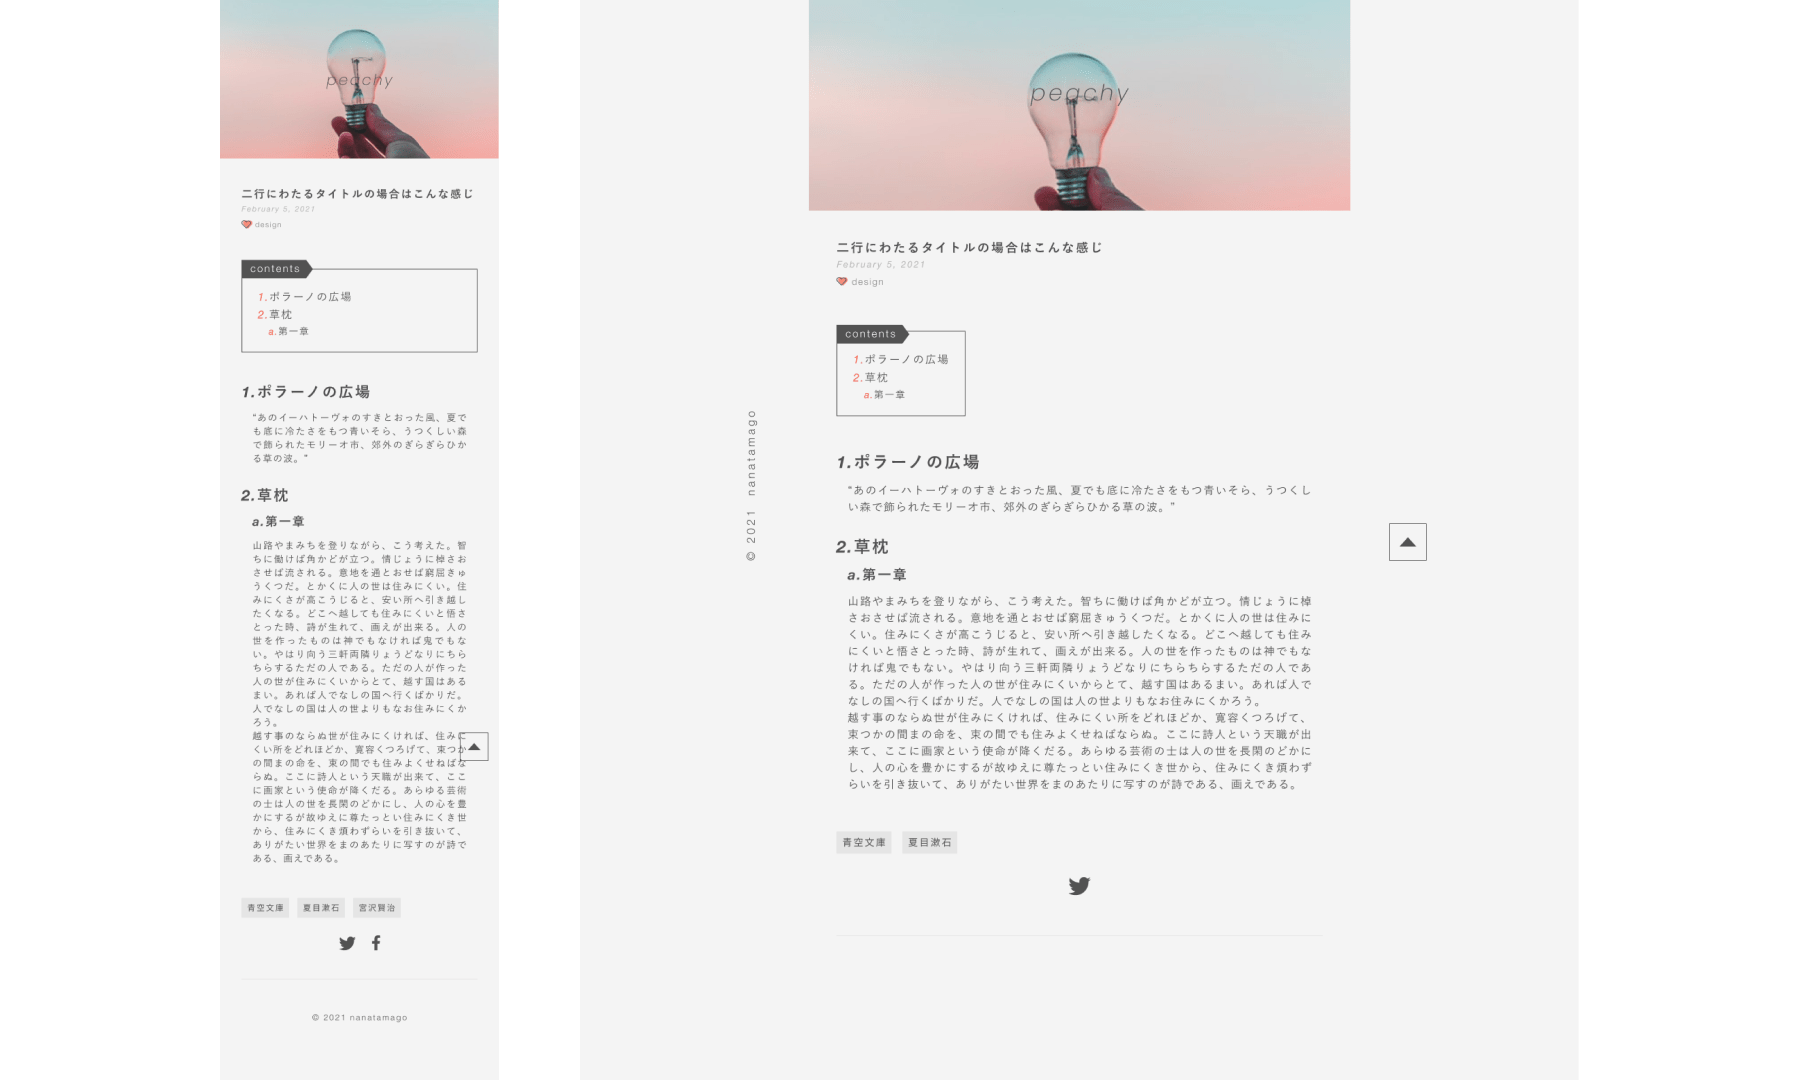 peachy
二行にわたるタイトルの場合はこんな感じ
February 5, 2021
design
contents
1.ポラーノの広場
2.草枕
a.第一章
1.ポラーノの広場
“あのイーハトーヴォのすきとおった風、夏で
も底に冷たさをもつ青いそら、うつくしい森
で飾られたモリーオ市、郊外のぎらぎらひか
る草の波。”
2.草枕
a.第一章
山路やまみちを登りながら、こう考えた。智
ちに働けば角かどが立つ。情じょうに棹さお
させば流される。意地を通とおせば窮屈きゅ
うくつだ。とかくに人の世は住みにくい。住
みにくさが高こうじると、安い所へ引き越し
たくなる。どこへ越しても住みにくいと悟さ
とった時、詩が生れて、画えが出来る。人の
世を作ったものは神でもなければ鬼でもな
い。やはり向う三軒両隣りょうどなりにちら
ちらするただの人である。ただの人が作った
人の世が住みにくいからとて、越す国はある
まい。あれば人でなしの国へ行くばかりだ。
人でなしの国は人の世よりもなお住みにくか
ろう。
越す事のならぬ世が住みにくければ、住みに
くい所をどれほどか、寛容くつろげて、束つか
の間まの命を、束の間でも住みよくせねばな
らぬ。ここに詩人という天職が出来て、ここ
に画家という使命が降くだる。あらゆる芸術
の士は人の世を長閑のどかにし、人の心を豊
かにするが故ゆえに尊たっとい住みにくき世
から、住みにくき煩わずらいを引き抜いて、
ありがたい世界をまのあたりに写すのが詩で
ある、画えである。
青空文庫 夏目漱石 宮沢賢治
© 2021 nanatamago
peachy
二行にわたるタイトルの場合はこんな感じ
February 5, 2021
design
contents
1.ポラーノの広場
2.草枕
a.第一章
1.ポラーノの広場
“あのイーハトーヴォのすきとおった風、夏でも底に冷たさをもつ青いそら、うつくし
い森で飾られたモリーオ市、郊外のぎらぎらひかる草の波。”
2.草枕
a.第一章
山路やまみちを登りながら、こう考えた。智ちに働けば角かどが立つ。情じょうに棹
さおさせば流される。意地を通とおせば窮屈きゅうくつだ。とかくに人の世は住みに
くい。住みにくさが高こうじると、安い所へ引き越したくなる。どこへ越しても住み
にくいと悟さとった時、詩が生れて、画えが出来る。人の世を作ったものは神でもな
ければ鬼でもない。やはり向う三軒両隣りょうどなりにちらちらするただの人であ
る。ただの人が作った人の世が住みにくいからとて、越す国はあるまい。あれば人で
なしの国へ行くばかりだ。人でなしの国は人の世よりもなお住みにくかろう。
越す事のならぬ世が住みにくければ、住みにくい所をどれほどか、寛容くつろげて、
束つかの間まの命を、束の間でも住みよくせねばならぬ。ここに詩人という天職が出
来て、ここに画家という使命が降くだる。あらゆる芸術の士は人の世を長閑のどかに
し、人の心を豊かにするが故ゆえに尊たっとい住みにくき世から、住みにくき煩わず
らいを引き抜いて、ありがたい世界をまのあたりに写すのが詩である、画えである。
青空文庫 夏目漱石
© 2021 nanatamago